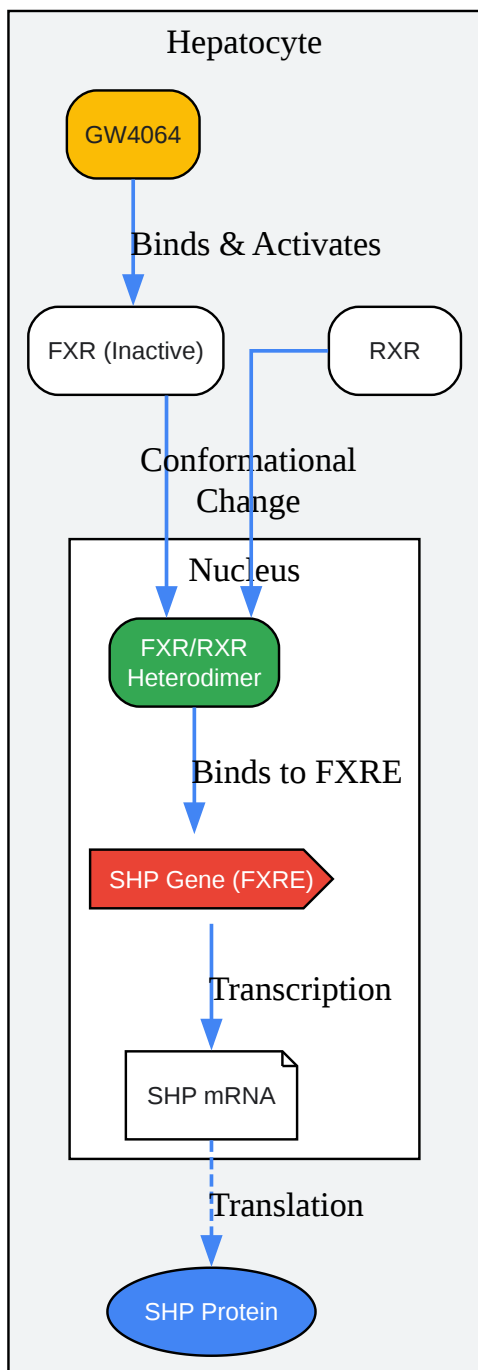 Hepatocyte
GW4064
Binds & Activates
FXR (Inactive)
RXR
Conformational
Change
Nucleus
FXR/RXR
Heterodimer
Binds to FXRE
SHP Gene (FXRE)
Transcription
SHP mRNA
Translation
SHP Protein